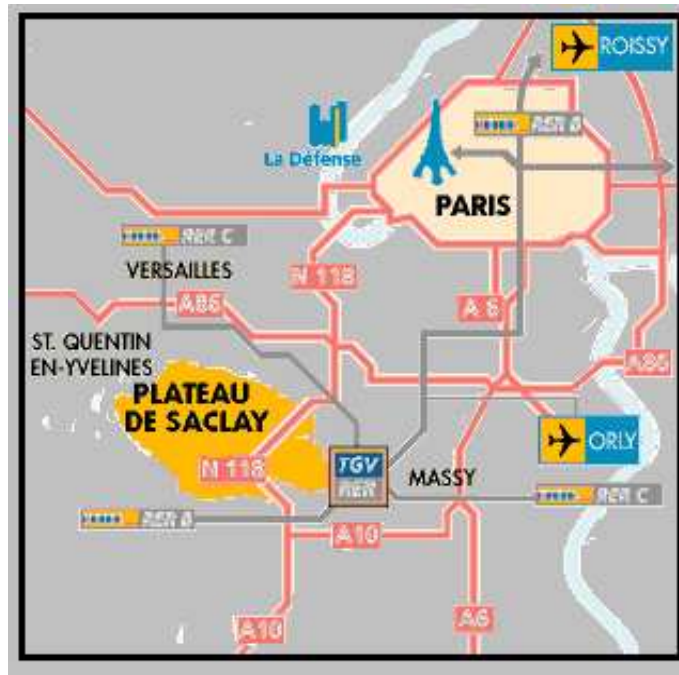 ROISSY
RER B
La Défense
PARIS
RER C
VERSAILLES
N 118
A86
A 6
ST. QUENTIN
EN-YVELINES
A86
PLATEAU
DE SACLAY
ORLY
N 118
TGV
RER
MASSY
RER C
RER B
A10
A10
A6